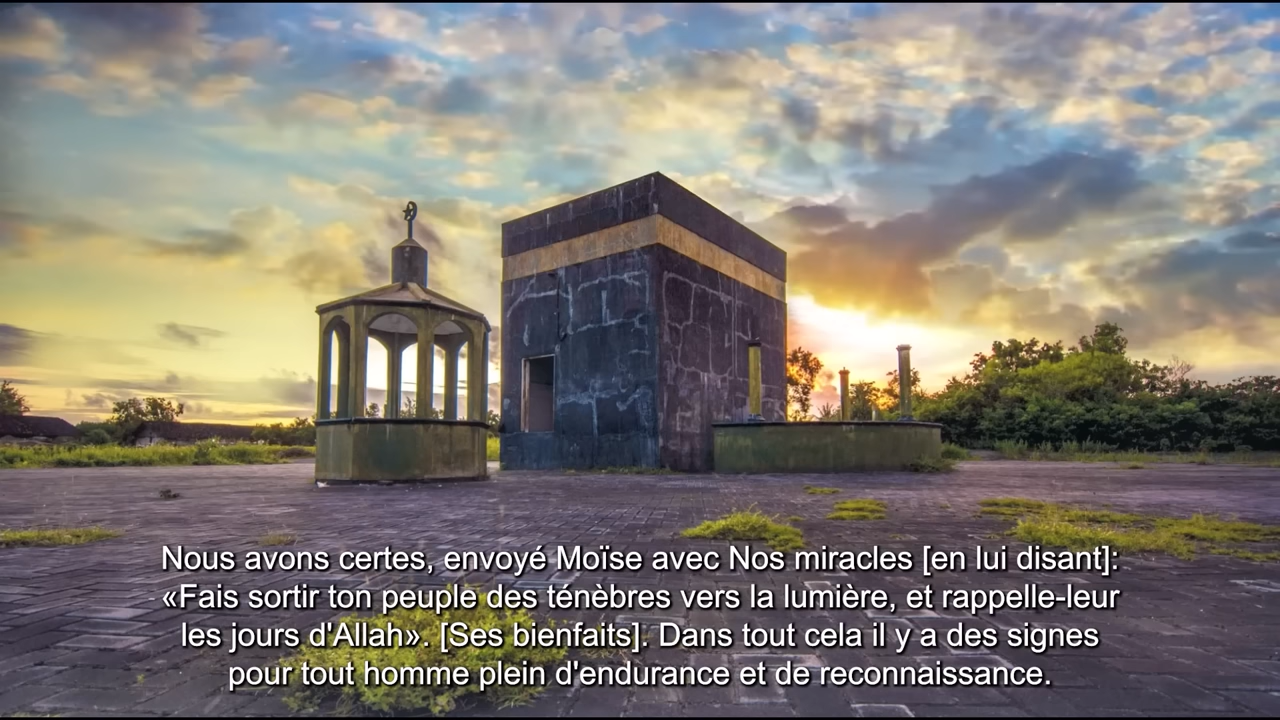 Nous avons certes, envoyé Moïse avec Nos miracles [en lui disant]:
«Fais sortir ton peuple des ténèbres vers la lumière, et rappelle-leur
les jours d'Allah». [Ses bienfaits]. Dans tout cela il y a des signes
pour tout homme plein d'endurance et de reconnaissance.